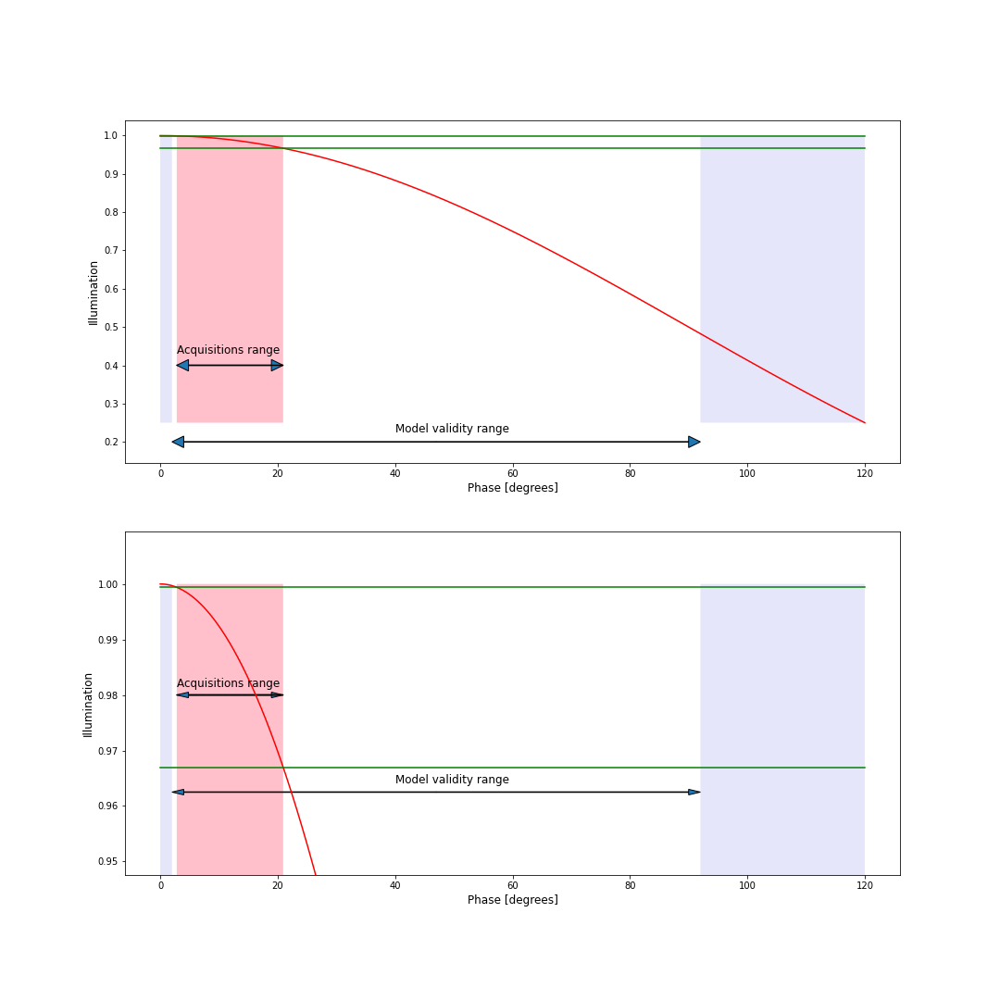 1.0
0.9
0.8
0.7
0.6
0.5
0.4
0.3
0.2
Illumination
Acquisitions range
Model validity range
0 20 40 60 80 100 120
Phase [degrees]
1.00
0.99
0.98
0.97
0.96
0.95
Illumination
Acquisitions range
Model validity range
0 20 40 60 80 100 120
Phase [degrees]